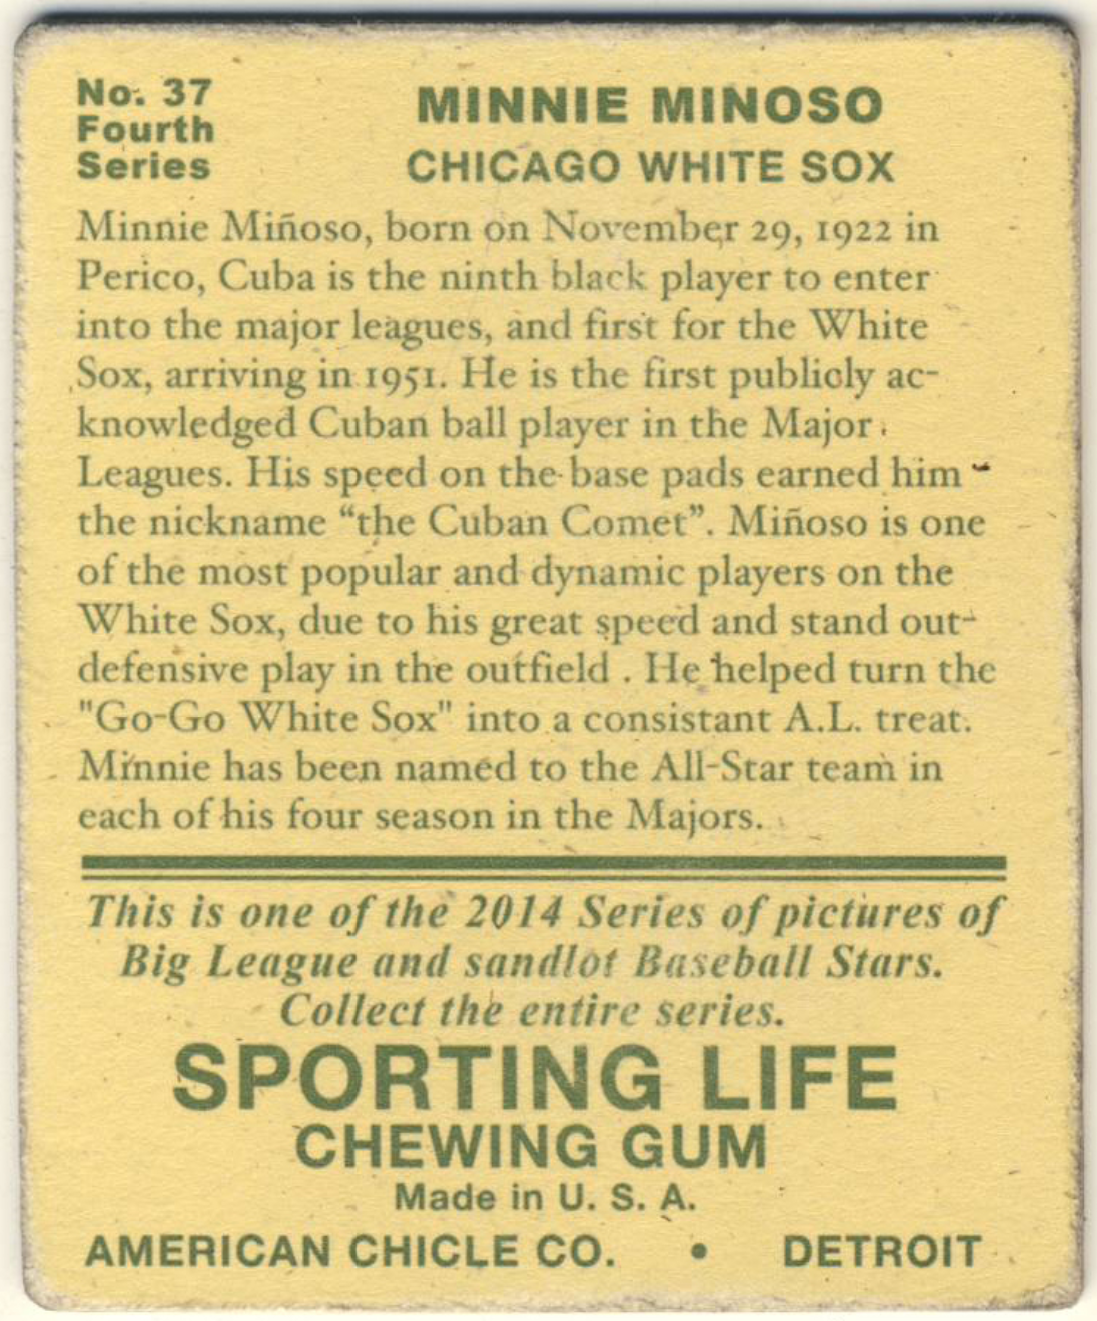 No. 37
Fourth
Series
MINNIE MINOSO
CHICAGO WHITE SOX
Minnie Miñoso, born on November 29, 1922 in
Perico, Cuba is the ninth black player to enter
into the major leagues, and first for the White
Sox, arriving in 1951. He is the first publicly ac-
knowledged Cuban ball player in the Major
Leagues. His speed on the base pads earned him
the nickname “the Cuban Comet”. Miñoso is one
of the most popular and dynamic players on the
White Sox, due to his great speed and stand out
defensive play in the outfield . He helped turn the
"Go-Go White Sox" into a consistant A.L. treat.
Minnie has been named to the All-Star team in
each of his four season in the Majors.
This is one of the 2014 Series of pictures of
Big League and sandlot Baseball Stars.
Collect the entire series.
SPORTING LIFE
CHEWING GUM
Made in U. S. A.
AMERICAN CHICLE CO. • DETROIT